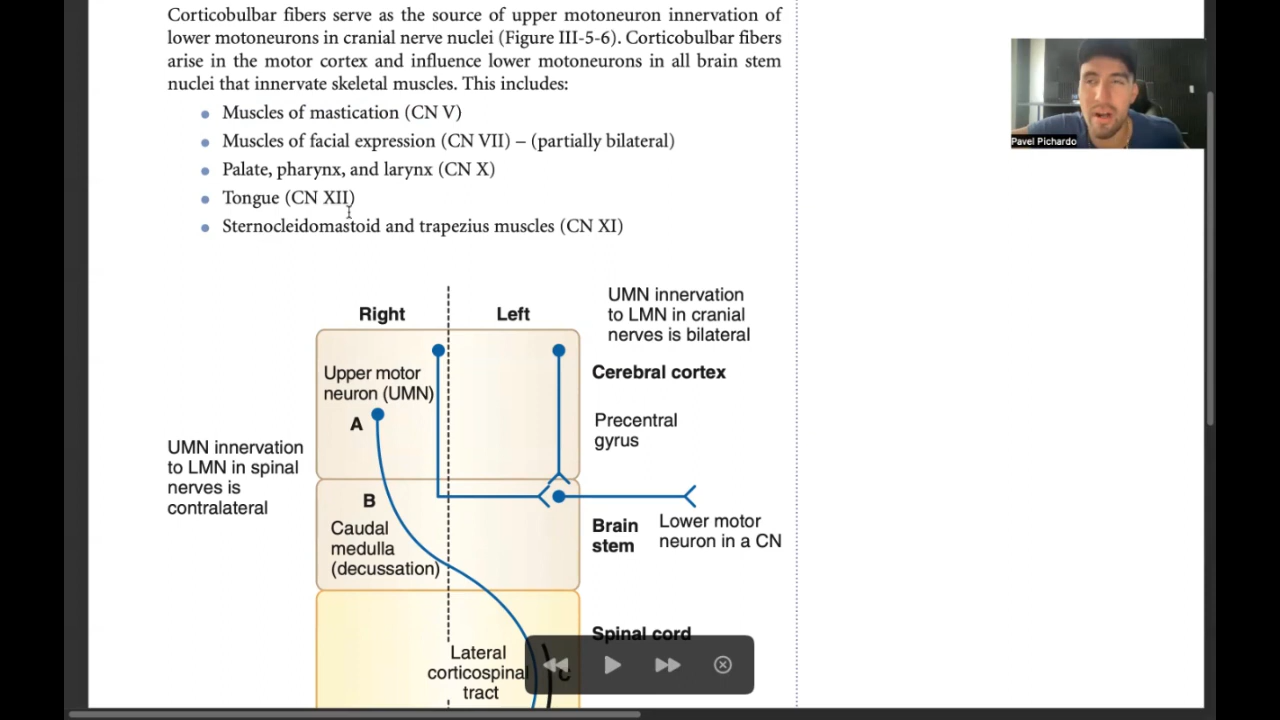 Corticobulbar fibers serve as the source of upper motoneuron innervation of
lower motoneurons in cranial nerve nuclei (Figure III-5-6). Corticobulbar fibers
arise in the motor cortex and influence lower motoneurons in all brain stem
nuclei that innervate skeletal muscles. This includes:
• Muscles of mastication (CN V)
• Muscles of facial expression (CN VII) – (partially bilateral)
• Palate, pharynx, and larynx (CN X)
• Tongue (CN XII)
• Sternocleidomastoid and trapezius muscles (CN XI)
Pavel Pichardo
Right
Left
UMN innervation
to LMN in cranial
nerves is bilateral
Upper motor
neuron (UMN)
A
Cerebral cortex
Precentral
gyrus
UMN innervation
to LMN in spinal
nerves is
contralateral
B
Caudal
medulla
(decussation)
Brain
stem
Lower motor
neuron in a CN
Spinal cord
Lateral
corticospinal
tract
C